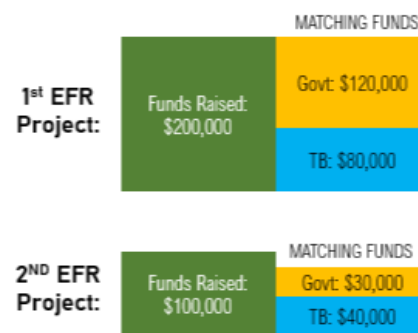 MATCHING FUNDS
1st EFR
Project:
Funds Raised:
$200,000
Govt: $120,000
TB: $80,000
MATCHING FUNDS
2ND EFR
Project:
Funds Raised:
$100,000
Govt: $30,000
TB: $40,000